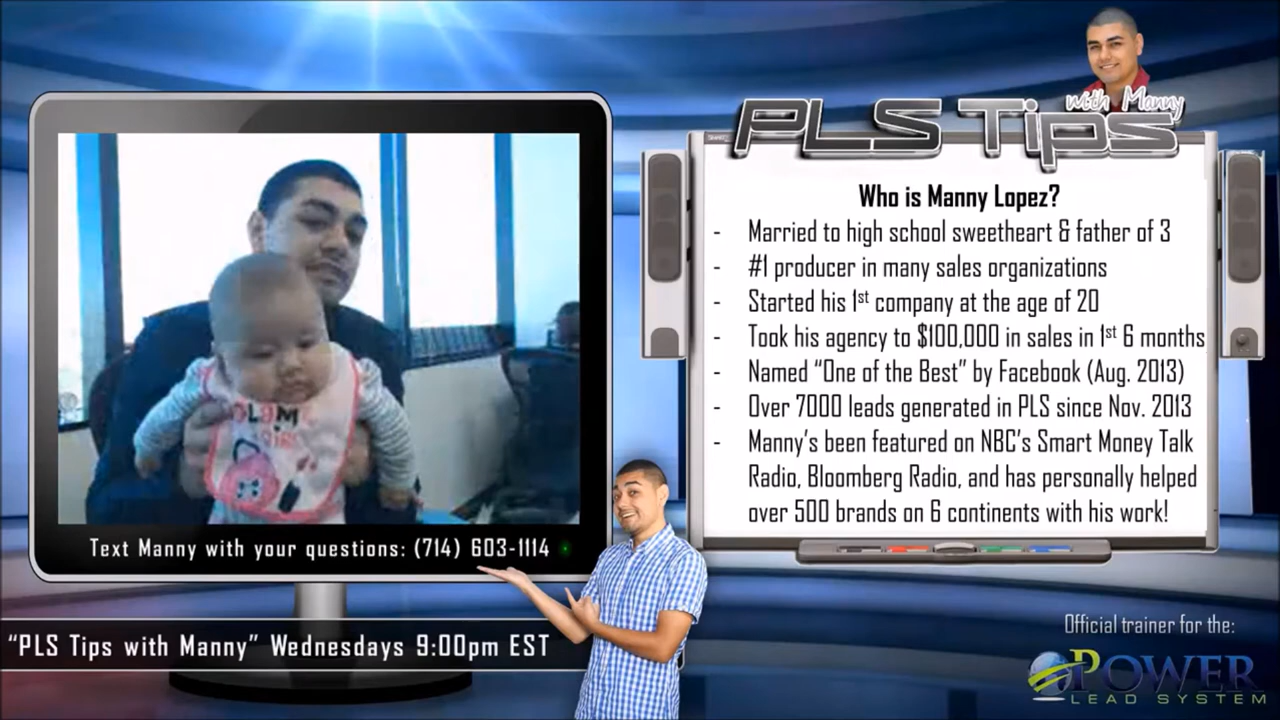 with Manny
PLS Tips
Who is Manny Lopez?
- Married to high school sweetheart & father of 3
- #1 producer in many sales organizations
- Started his 1st company at the age of 20
- Took his agency to $100,000 in sales in 1st 6 months
- Named “One of the Best” by Facebook (Aug. 2013)
- Over 7000 leads generated in PLS since Nov. 2013
- Manny’s been featured on NBC’s Smart Money Talk
Radio, Bloomberg Radio, and has personally helped
over 500 brands on 6 continents with his work!
Text Manny with your questions: (714) 603-1114
“PLS Tips with Manny” Wednesdays 9:00pm EST
Official trainer for the:
POWER
LEAD SYSTEM